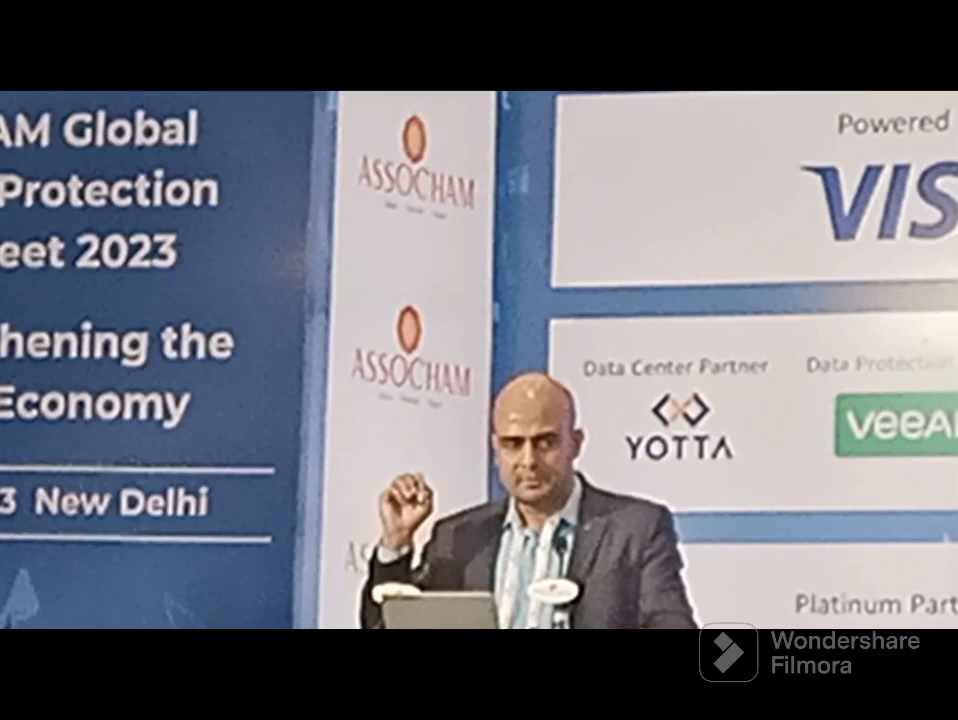 AM Global
Protection
eet 2023
hening the
Economy
3 New Delhi
ASSOCHAM
ASSOCHAM
AS
Powered
VIS
Data Center Partner
YOTTA
Data Protection
veeA
Platinum Part
Wondershare
Filmora